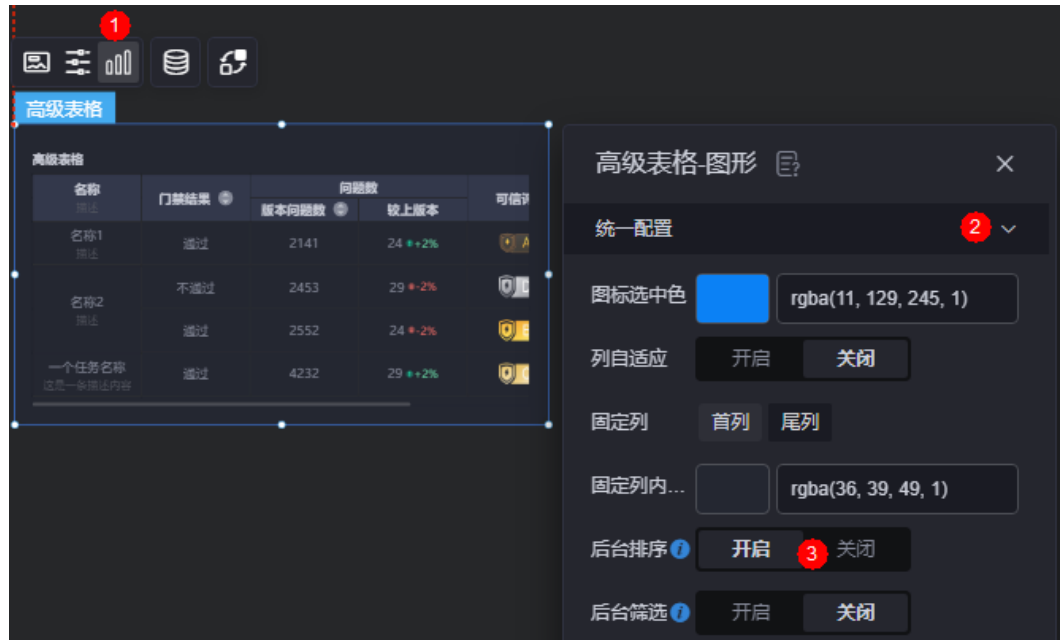 1
高级表格
高级表格
名称
描述
门禁结果
问题数
版本问题数
较上版本
可信
名称1
描述
通过
2141
24 +2%
A
不通过
2453
29 -2%
名称2
描述
通过
2552
24 -2%
一个任务名称
这是一条描述内容
通过
4232
29 +2%
高级表格-图形
统一配置
2
图标选中色
rgba(11, 129, 245, 1)
列自适应
开启
关闭
固定列
首列
尾列
固定列内...
rgba(36, 39, 49, 1)
后台排序
开启
3
关闭
后台筛选
开启
关闭